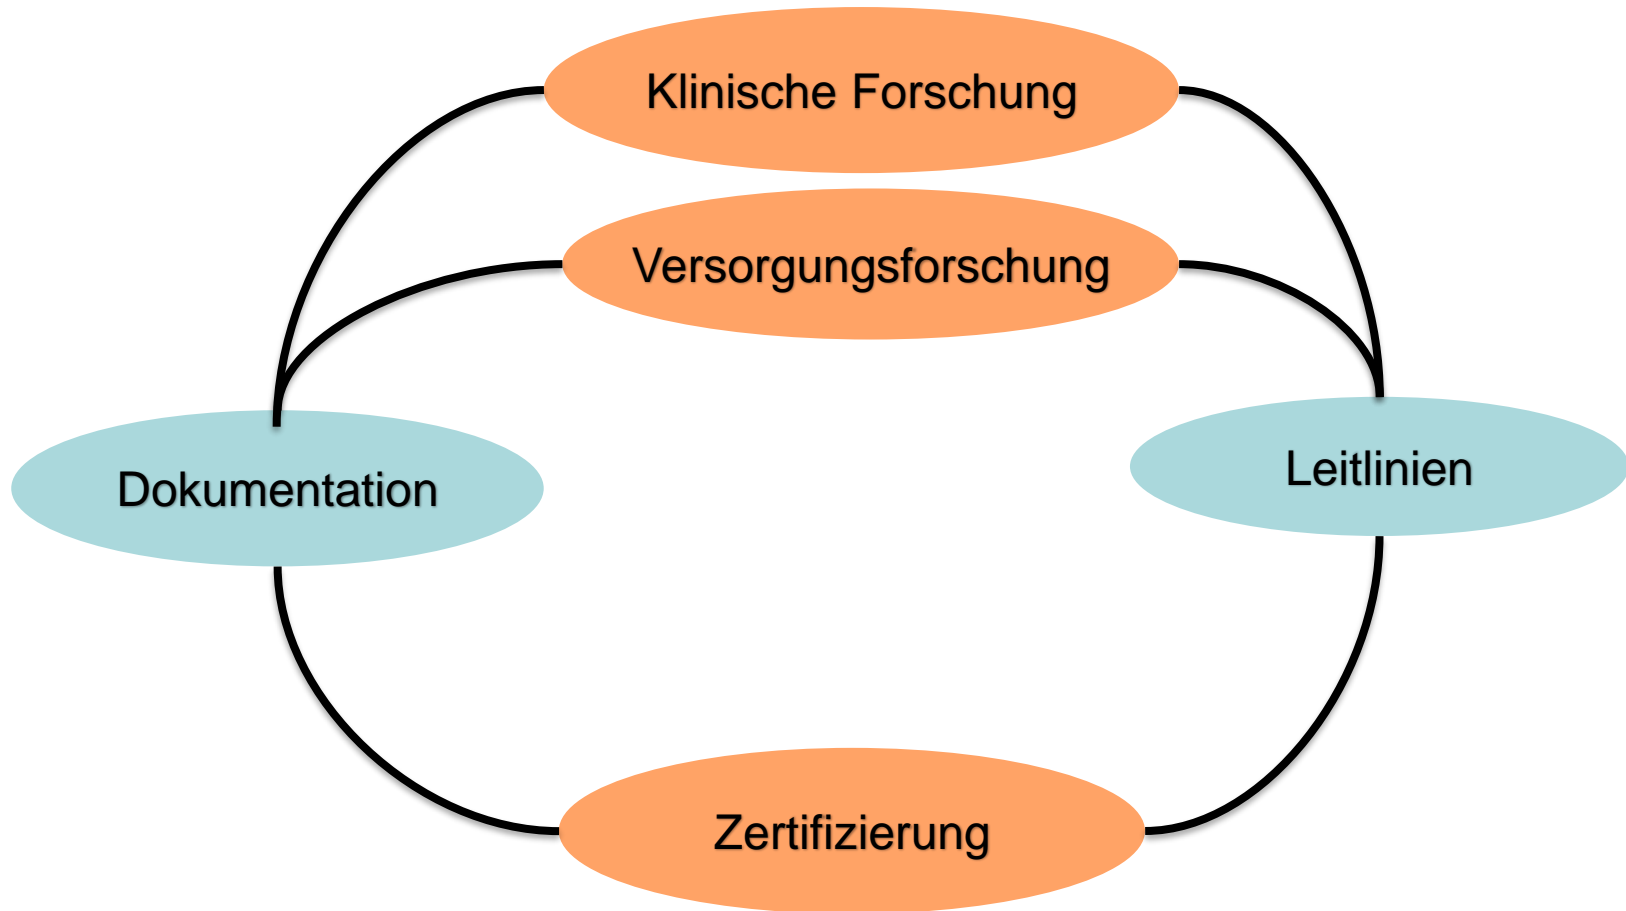 Klinische Forschung
Versorgungsforschung
Dokumentation
Leitlinien
Zertifizierung